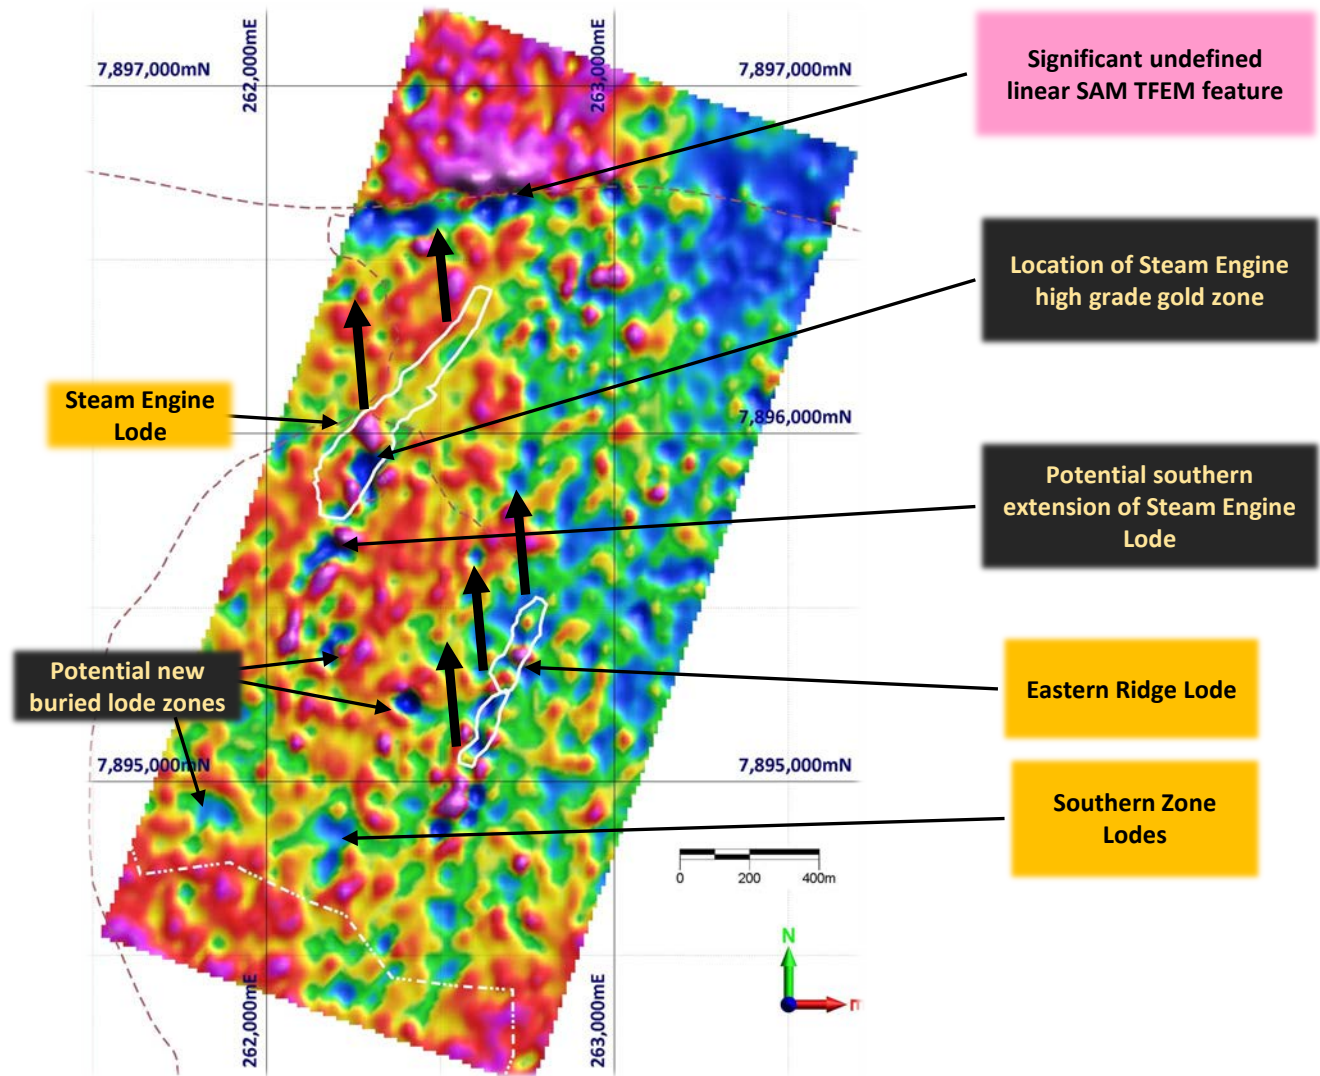 262,000mE
263,000mE
7,897,000mN
7,897,000mN
Significant undefined
linear SAM TFEM feature
Location of Steam Engine
high grade gold zone
Steam Engine
Lode
7,896,000mN
Potential southern
extension of Steam Engine
Lode
Potential new
buried lode zones
Eastern Ridge Lode
7,895,000mN
7,895,000mN
Southern Zone
Lodes
0 200 400m
N
262,000mE
263,000mE